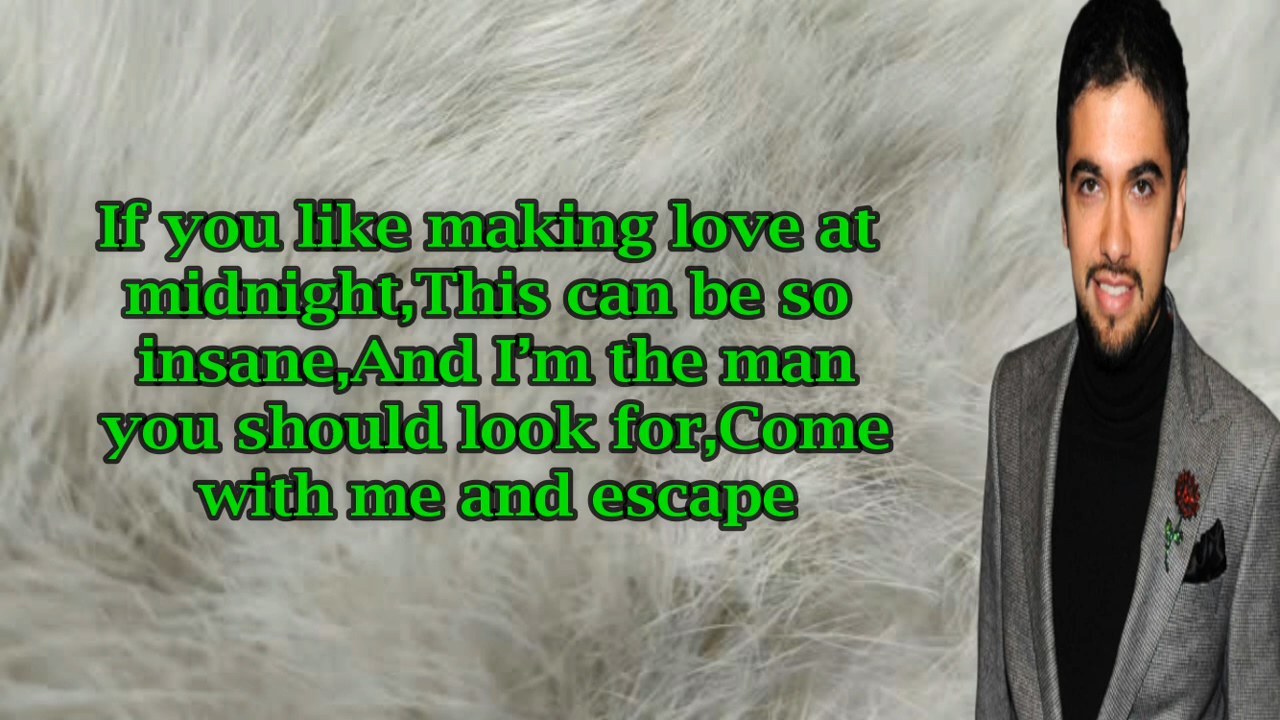 If you like making love at
midnight,This can be so
insane,And I’m the man
you should look for,Come
with me and escape